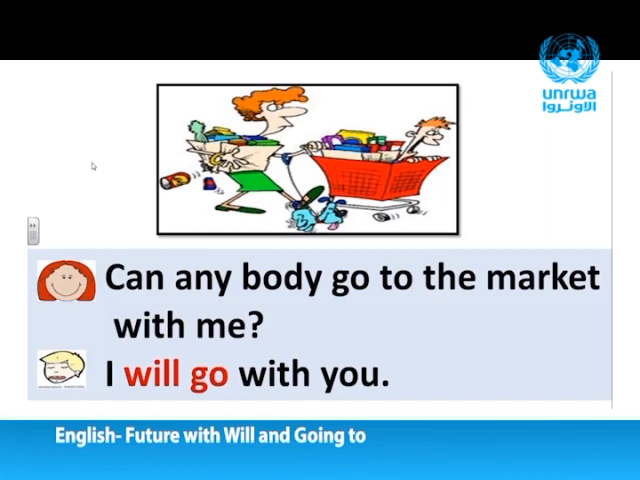 unrwa
الاونروا
Can any body go to the market
with me?
I will go with you.
English- Future with Will and Going to